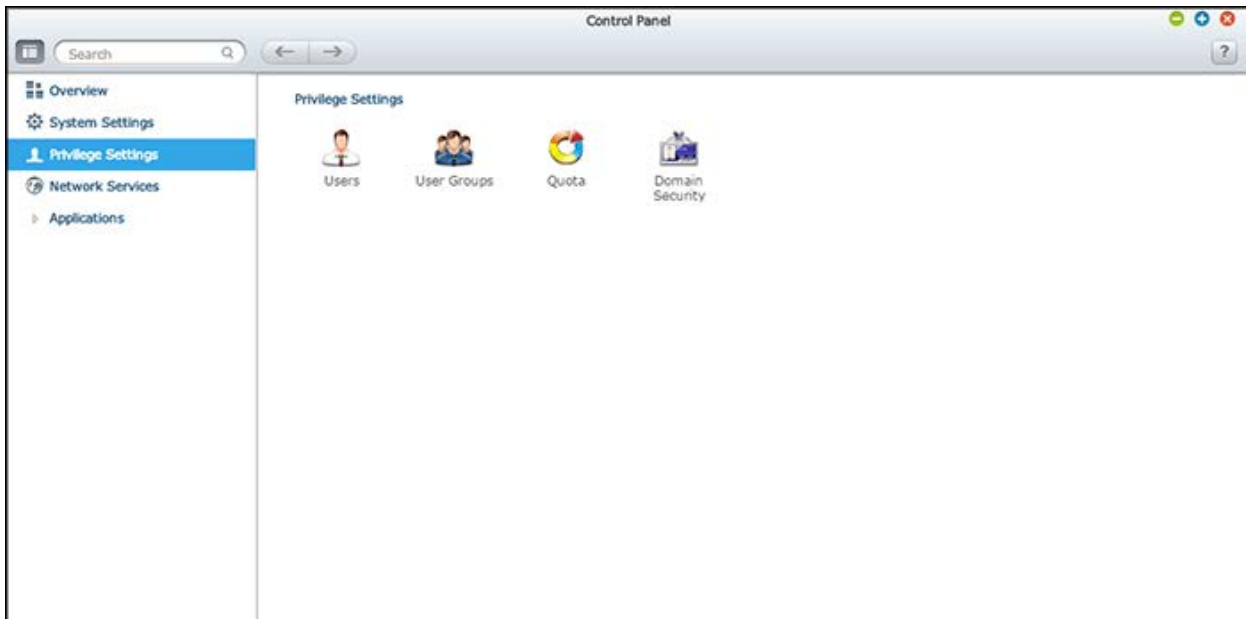 Control Panel
Search
?
Overview
System Settings
Privilege Settings
Network Services
Applications
Privilege Settings
Users
User Groups
Quota
Domain
Security